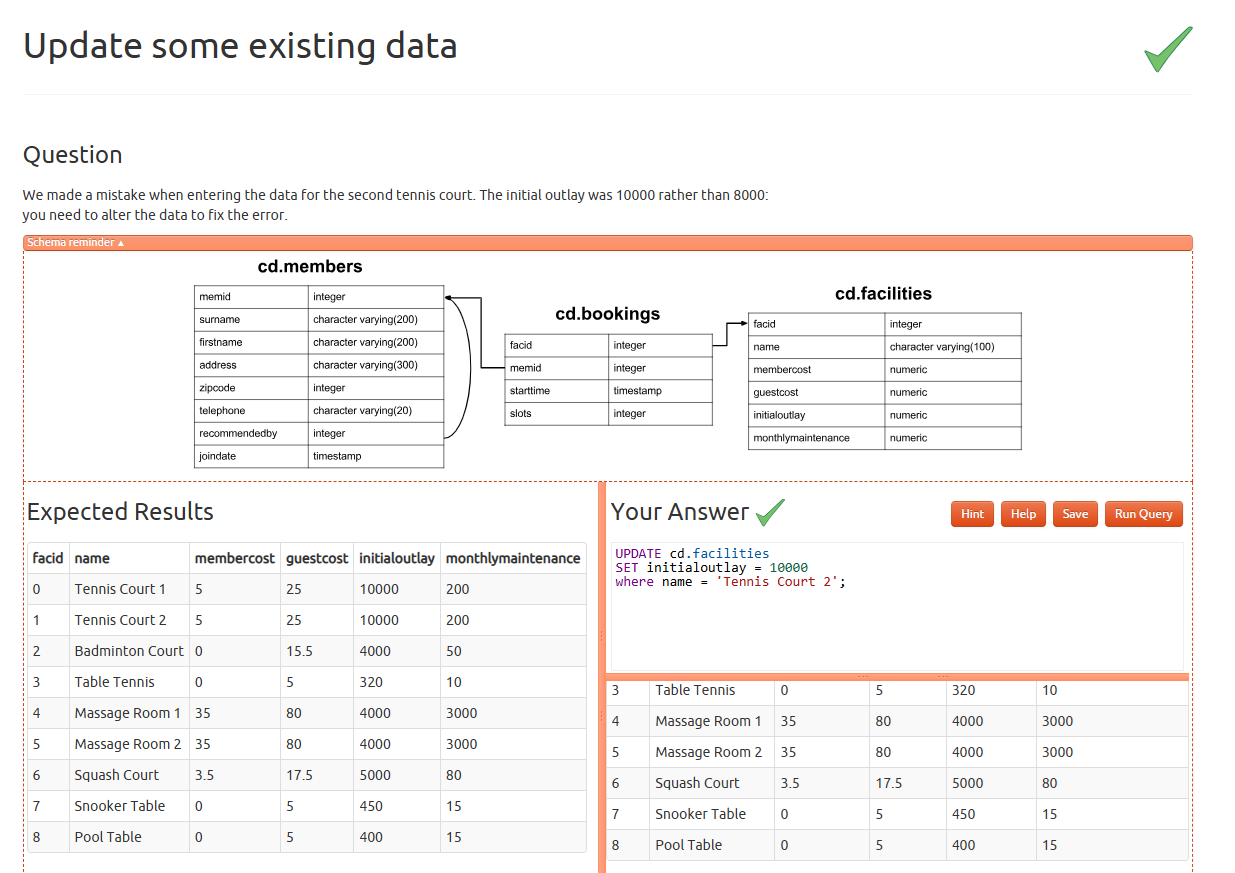 Update some existing data
Question
We made a mistake when entering the data for the second tennis court. The initial outlay was 10000 rather than 8000:
you need to alter the data to fix the error.
Schema reminder ▲
cd.members
memid integer
surname character varying(200)
firstname character varying(200)
address character varying(300)
zipcode integer
telephone character varying(20)
recommendedby integer
joindate timestamp
cd.bookings
facid integer
memid integer
starttime timestamp
slots integer
cd.facilities
facid integer
name character varying(100)
membercost numeric
guestcost numeric
initialoutlay numeric
monthlymaintenance numeric
Expected Results
facid name membercost guestcost initialoutlay monthlymaintenance
0 Tennis Court 1 5 25 10000 200
1 Tennis Court 2 5 25 10000 200
2 Badminton Court 0 15.5 4000 50
3 Table Tennis 0 5 320 10
4 Massage Room 1 35 80 4000 3000
5 Massage Room 2 35 80 4000 3000
6 Squash Court 3.5 17.5 5000 80
7 Snooker Table 0 5 450 15
8 Pool Table 0 5 400 15
Your Answer
Hint Help Save Run Query
UPDATE cd.facilities
SET initialoutlay = 10000
where name = 'Tennis Court 2';
3 Table Tennis 0 5 320 10
4 Massage Room 1 35 80 4000 3000
5 Massage Room 2 35 80 4000 3000
6 Squash Court 3.5 17.5 5000 80
7 Snooker Table 0 5 450 15
8 Pool Table 0 5 400 15